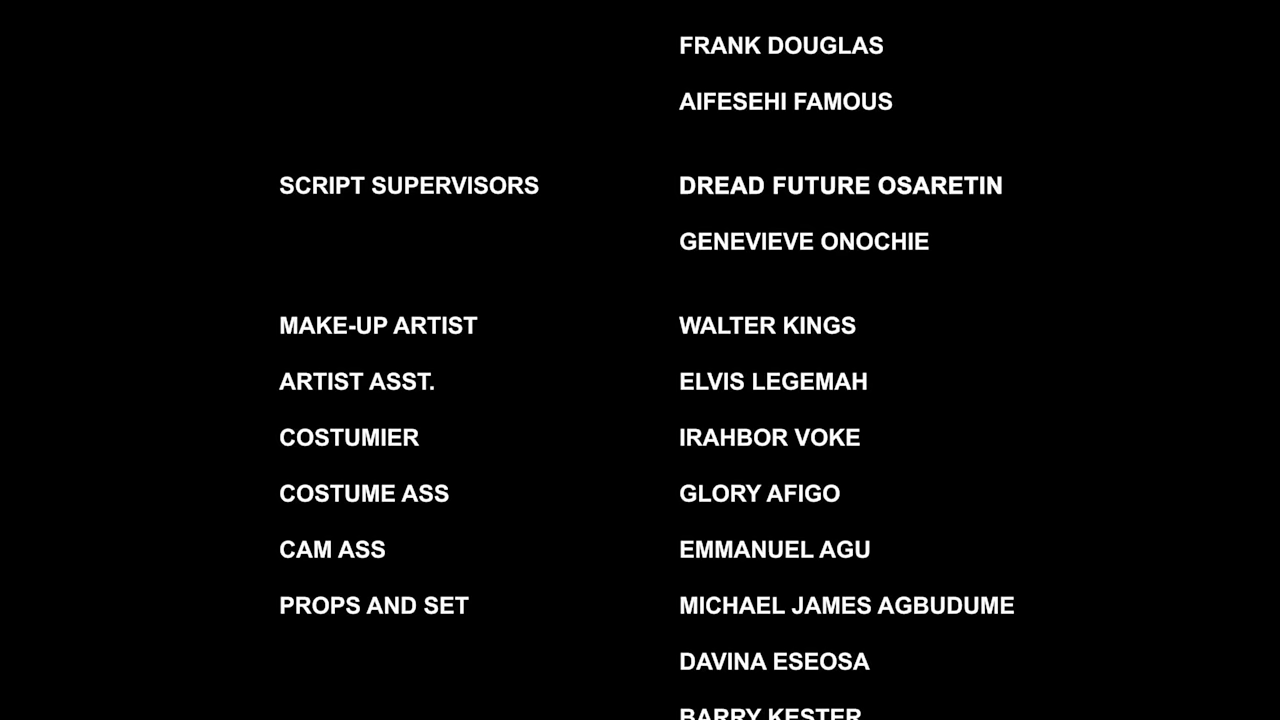 FRANK DOUGLAS
AIFESEHI FAMOUS
SCRIPT SUPERVISORS DREAD FUTURE OSARETIN
GENEVIEVE ONOCHIE
MAKE-UP ARTIST WALTER KINGS
ARTIST ASST. ELVIS LEGEMAH
COSTUMIER IRAHBOR VOKE
COSTUME ASS GLORY AFIGO
CAM ASS EMMANUEL AGU
PROPS AND SET MICHAEL JAMES AGBUDUME
DAVINA ESEOSA
BARRY KESTER